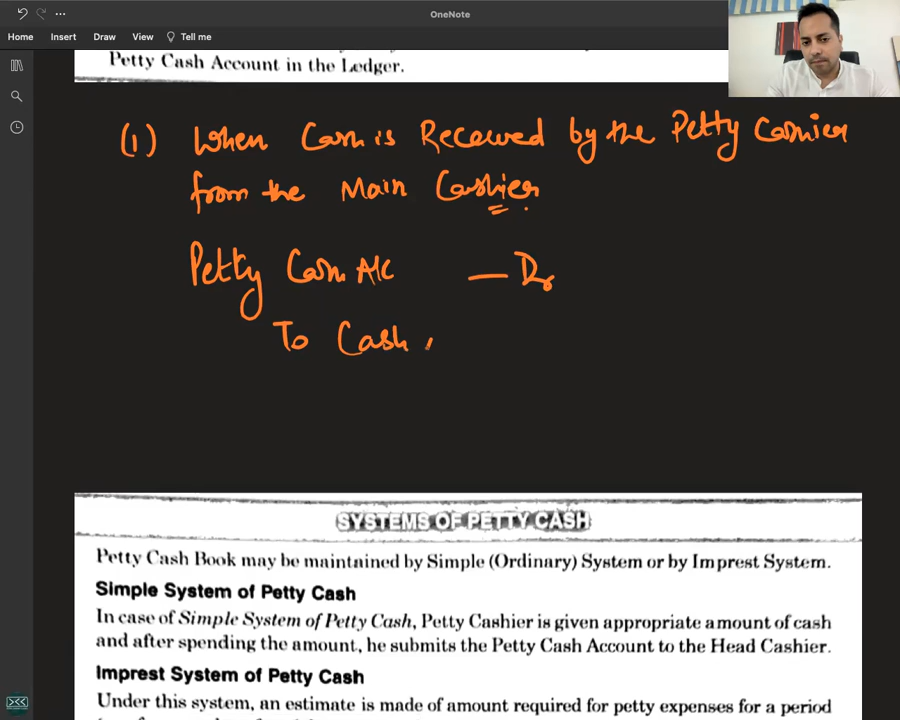 OneNote
Home Insert Draw View Tell me
Petty Cash Account in the Ledger.
(1) When Cash is Received by the Petty Cashier
from the Main Cashier
Petty Cash A/c — Dr
To Cash
SYSTEMS OF PETTY CASH
Petty Cash Book may be maintained by Simple (Ordinary) System or by Imprest System.
Simple System of Petty Cash
In case of Simple System of Petty Cash, Petty Cashier is given appropriate amount of cash
and after spending the amount, he submits the Petty Cash Account to the Head Cashier.
Imprest System of Petty Cash
Under this system, an estimate is made of amount required for petty expenses for a period